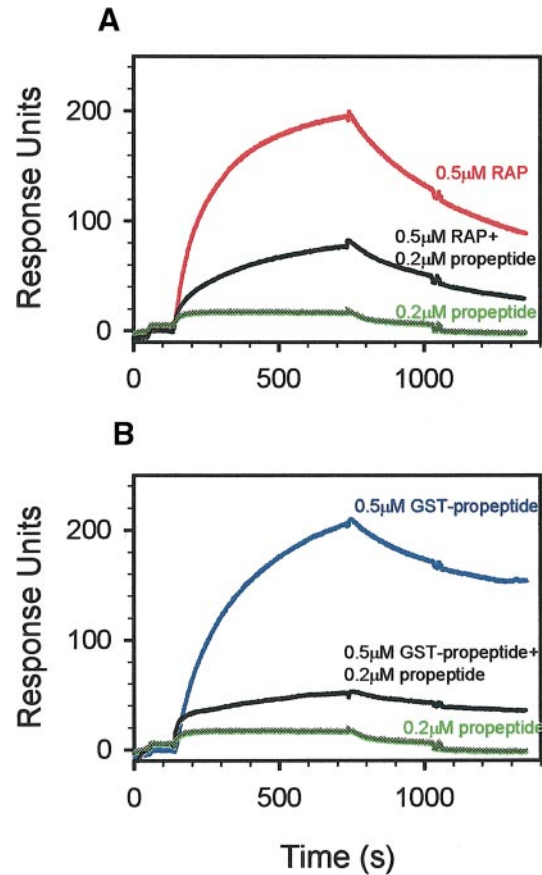 A
Response Units
200
100
0
0.5μM RAP
0.5μM RAP+
0.2μM propeptide
0.2μM propeptide
0
500
1000
B
Response Units
200
100
0
0.5μM GST-propeptide
0.5μM GST-propeptide+
0.2μM propeptide
0.2μM propeptide
0
500
1000
Time (s)